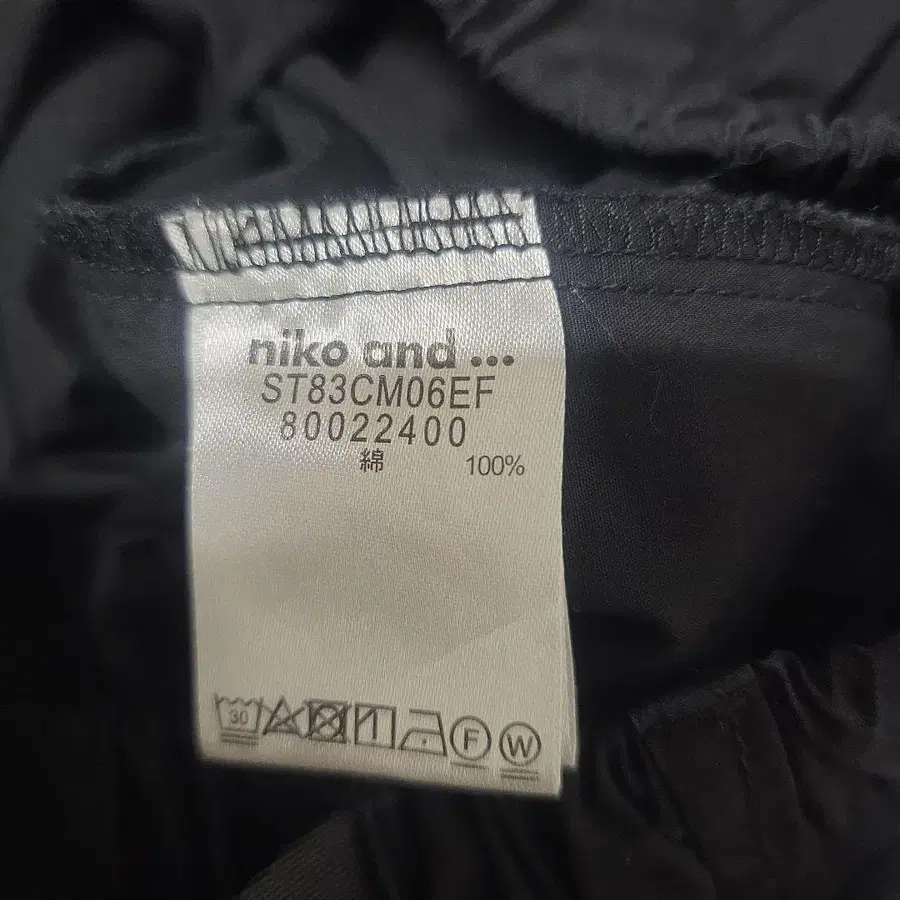 niko and ...
ST83CM06EF
80022400
綿 100%
30 F W